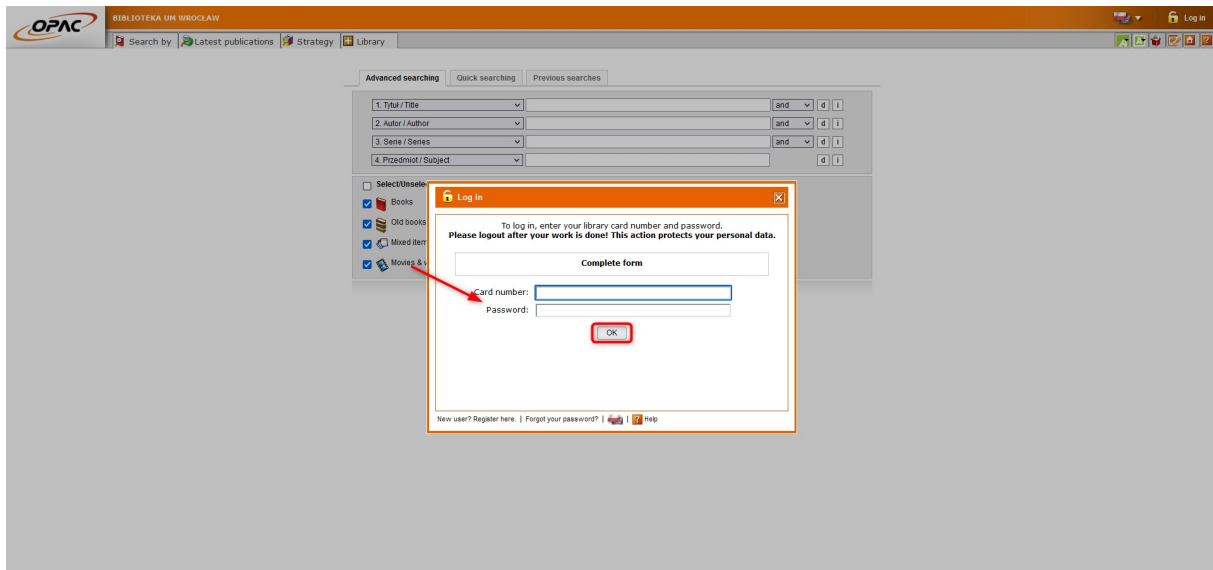 OPAC
BIBLIOTEKA UM WROCŁAW
Log in
Search by
Latest publications
Strategy
Library
Advanced searching
Quick searching
Previous searches
1. Tytuł / Title
and
d
i
2. Autor / Author
and
d
i
3. Serie / Series
and
d
i
4. Przedmiot / Subject
d
i
Books
Old books
Movies &
Log in
To log in, enter your library card number and password.
Please logout after your work is done! This action protects your personal data.
Complete form
Card number:
Password:
OK
New user? Register here. | Forgot your password? | | Help